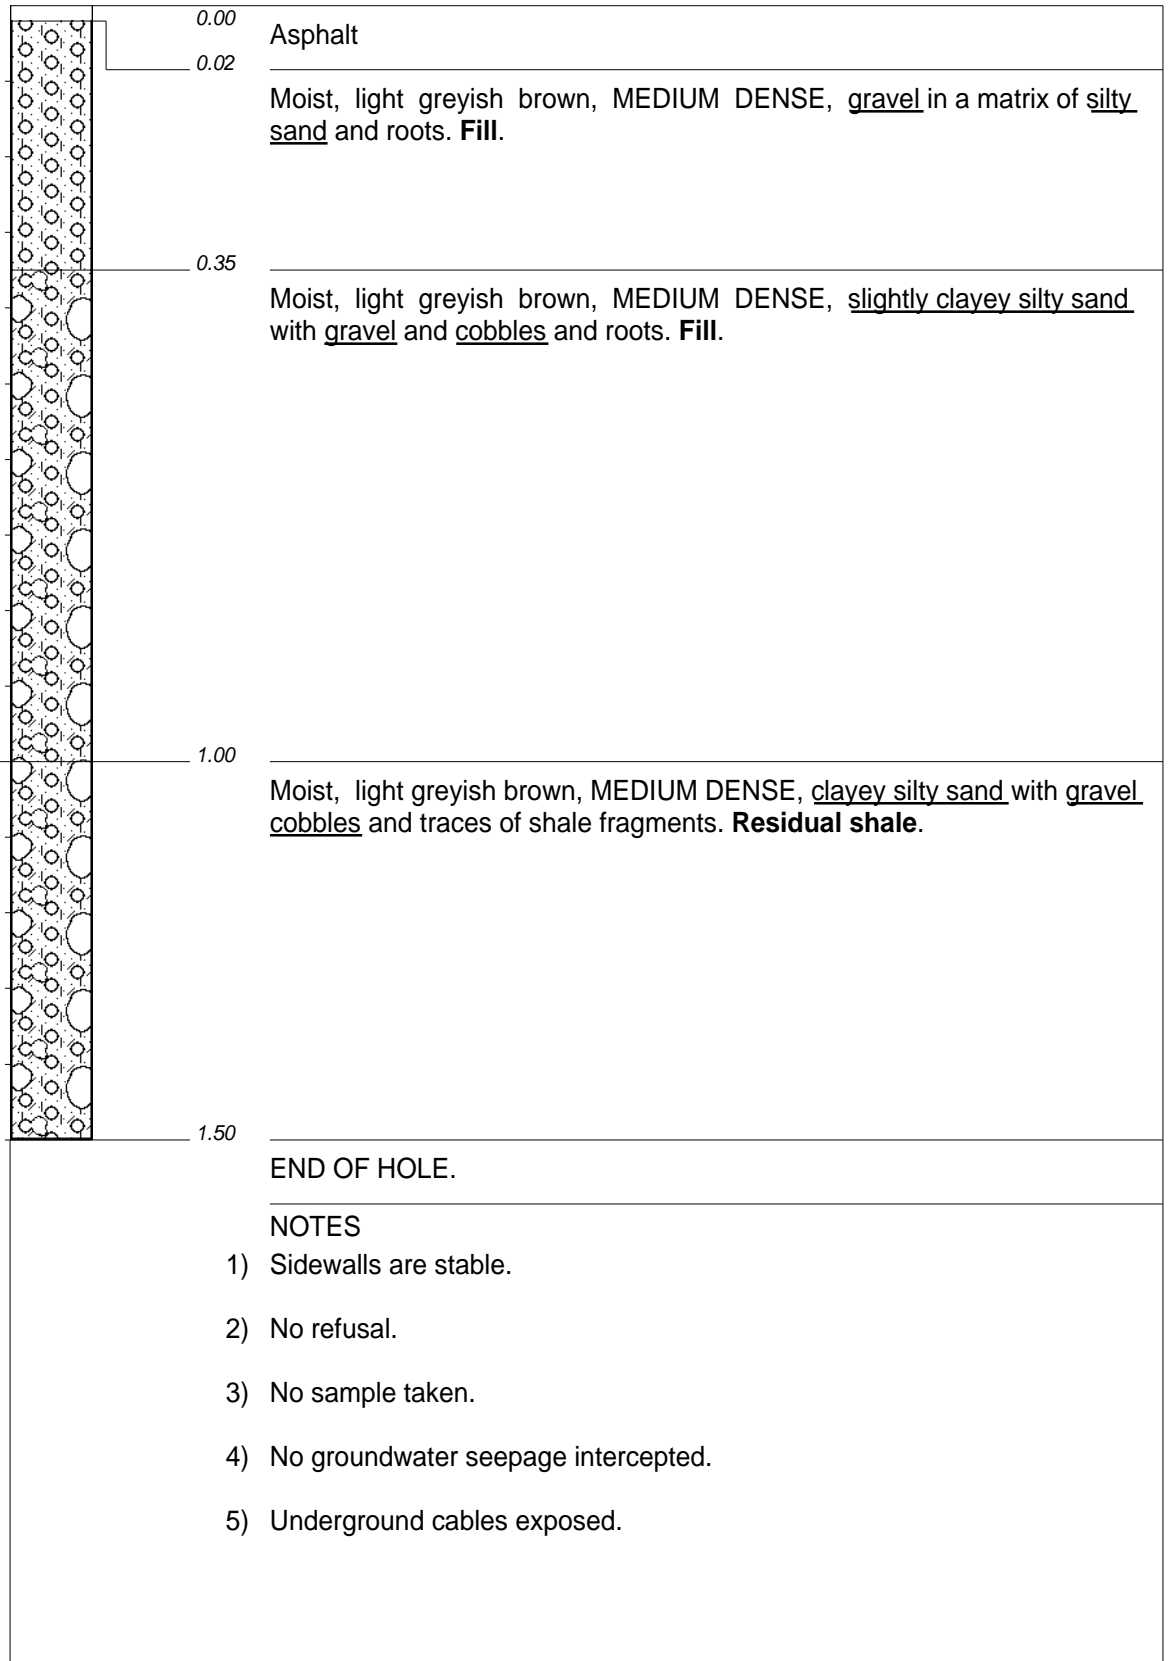 0.00
Asphalt
0.02
Moist, light greyish brown, MEDIUM DENSE, gravel in a matrix of silty
sand and roots. Fill.
0.35
Moist, light greyish brown, MEDIUM DENSE, slightly clayey silty sand
with gravel and cobbles and roots. Fill.
1.00
Moist, light greyish brown, MEDIUM DENSE, clayey silty sand with gravel
cobbles and traces of shale fragments. Residual shale.
1.50
END OF HOLE.
NOTES
1) Sidewalls are stable.
2) No refusal.
3) No sample taken.
4) No groundwater seepage intercepted.
5) Underground cables exposed.